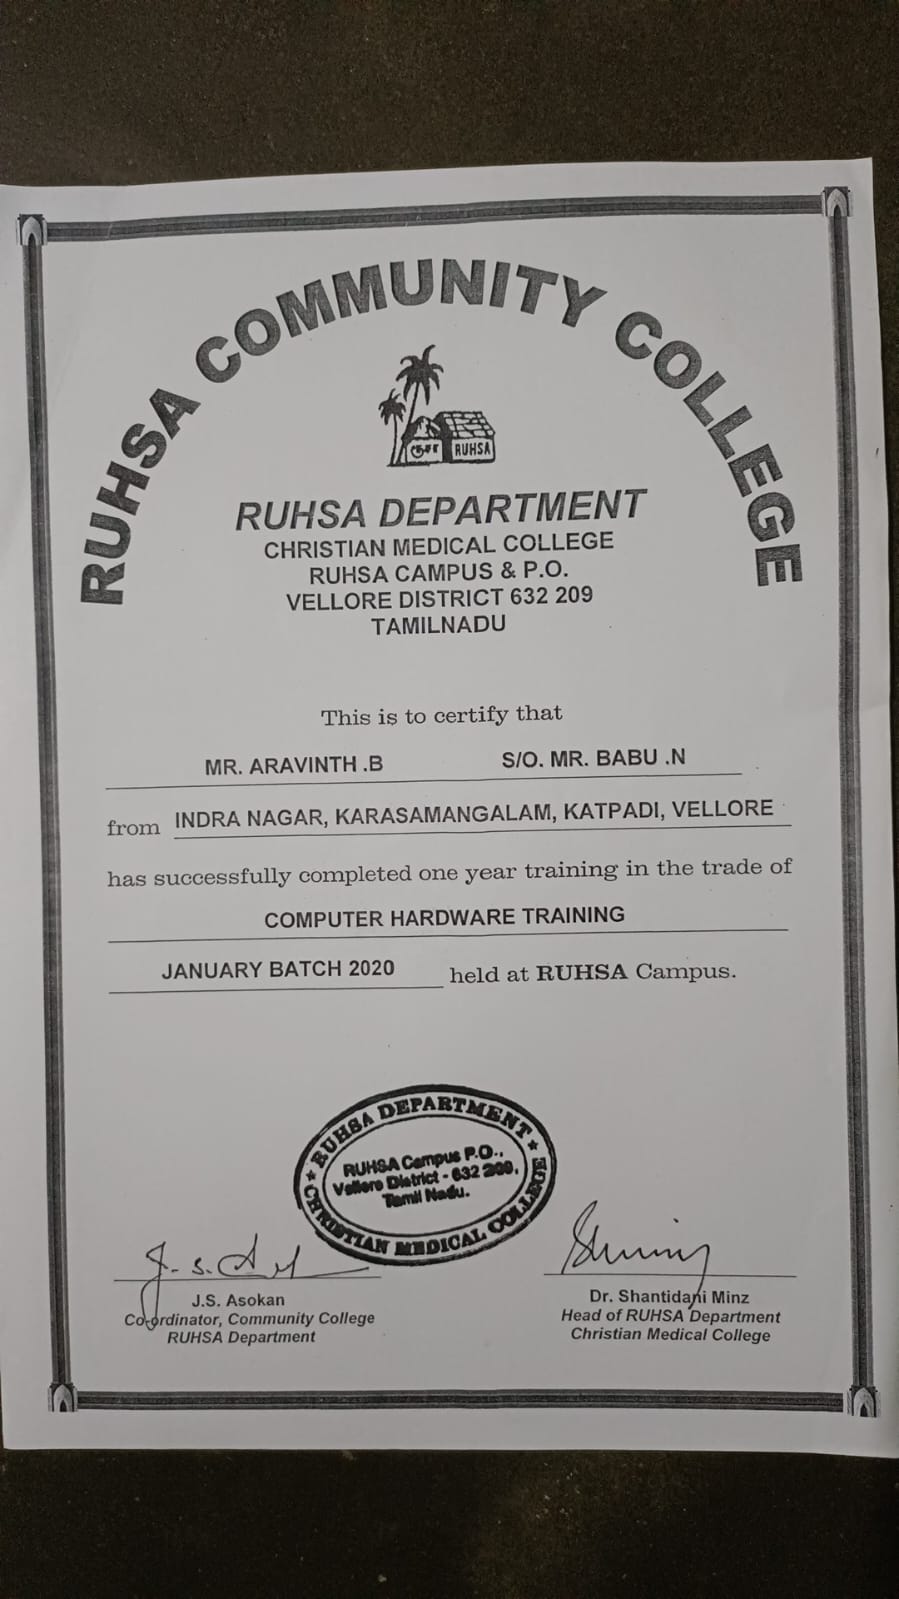 RUHSA COMMUNITY COLLEGE
RUHSA
RUHSA DEPARTMENT
CHRISTIAN MEDICAL COLLEGE
RUHSA CAMPUS & P.O.
VELLORE DISTRICT 632 209
TAMILNADU
This is to certify that
MR. ARAVINTH .B S/O. MR. BABU .N
from INDRA NAGAR, KARASAMANGALAM, KATPADI, VELLORE
has successfully completed one year training in the trade of
COMPUTER HARDWARE TRAINING
JANUARY BATCH 2020 held at RUHSA Campus.
★ RUHSA DEPARTMENT ★
RUHSA Campus P.O.,
Vellore District - 632 209.
Tamil Nadu.
CHRISTIAN MEDICAL COLLEGE
J.S. Asokan
Co-ordinator, Community College
RUHSA Department
Dr. Shantidani Minz
Head of RUHSA Department
Christian Medical College